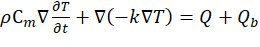 ρC_m∇ ∂T/∂t + ∇(−k∇T) = Q + Q_b